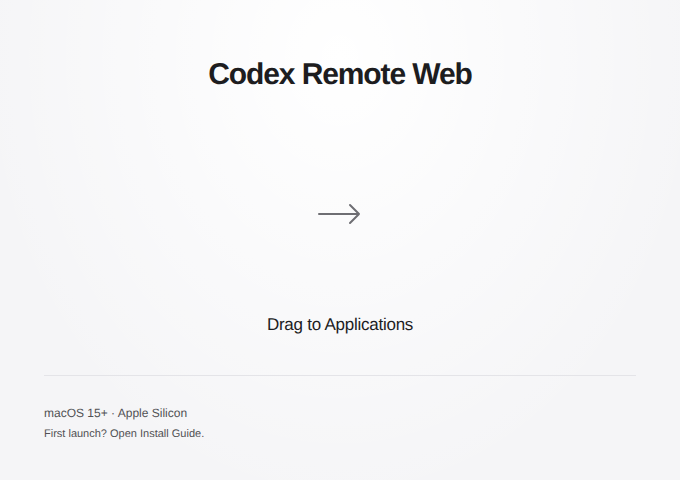 Codex Remote Web
Drag to Applications
macOS 15+ · Apple Silicon
First launch? Open Install Guide.